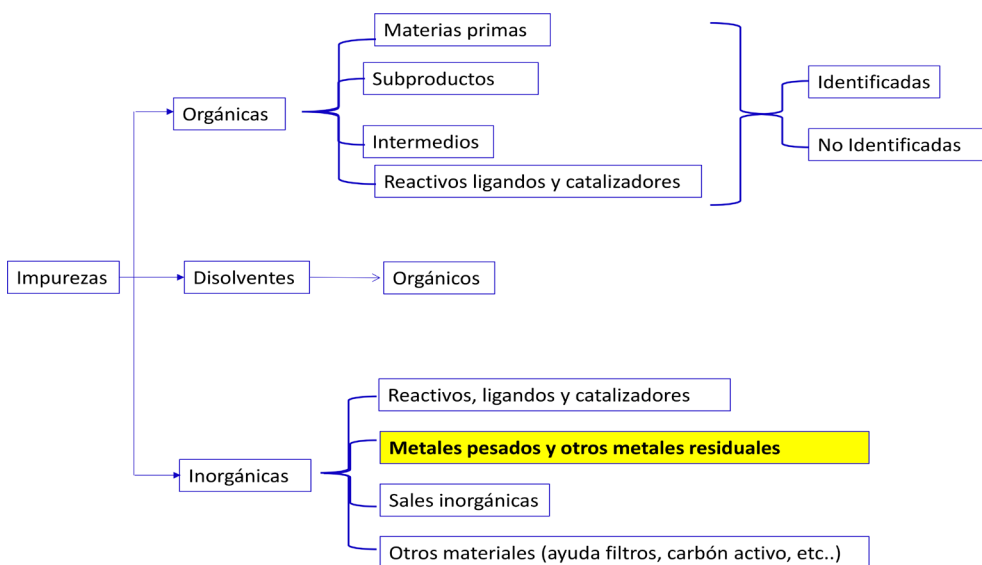 Materias primas
Subproductos
Identificadas
Orgánicas
Intermedios
No Identificadas
Reactivos ligandos y catalizadores
Impurezas
Disolventes
Orgánicos
Reactivos, ligandos y catalizadores
Metales pesados y otros metales residuales
Inorgánicas
Sales inorgánicas
Otros materiales (ayuda filtros, carbón activo, etc..)